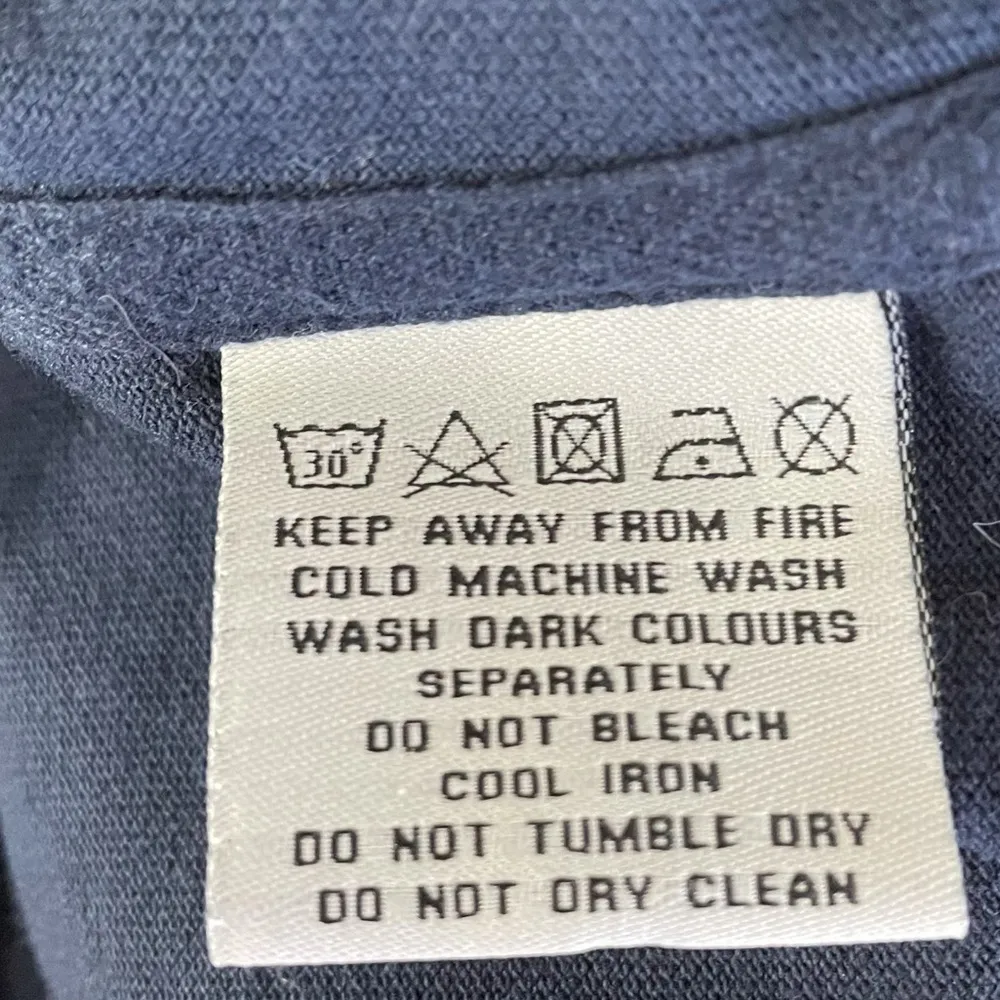 30°
KEEP AWAY FROM FIRE
COLD MACHINE WASH
WASH DARK COLOURS
SEPARATELY
DO NOT BLEACH
COOL IRON
DO NOT TUMBLE DRY
DO NOT DRY CLEAN